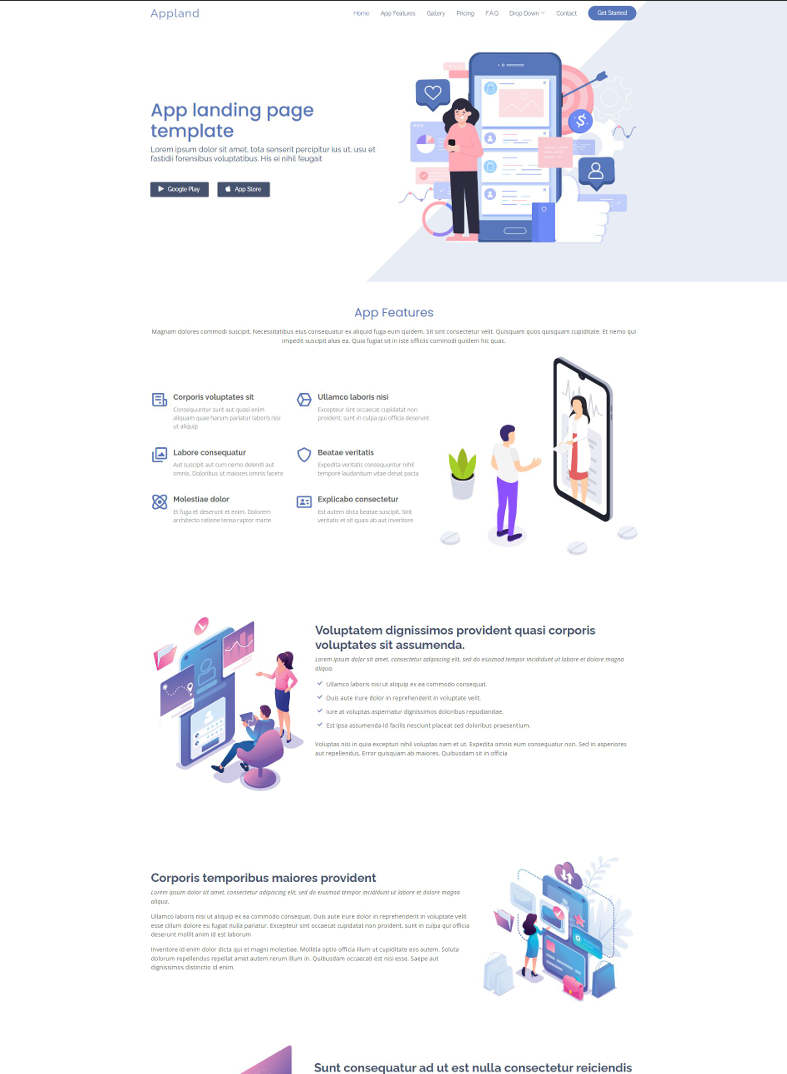 Appland
Home App Features Gallery Pricing F.A.Q Drop Down Contact Get Started
App landing page
template
Lorem ipsum dolor sit amet, tota senserit percipitur ius ut, usu et
fastidii forensibus voluptatibus. His ei nihil feugait
Google Play App Store
App Features
Magnam dolores commodi suscipit. Necessitatibus eius consequatur ex aliquid fuga eum quidem. Sit sint consectetur velit. Quisquam quos quisquam cupiditate. Et nemo qui
impedit suscipit alias ea. Quia fugiat sit in iste officiis commodi quidem hic quas.
Corporis voluptates sit
Consequuntur sunt aut quasi enim
aliquam quae harum pariatur laboris nisi
ut aliquip
Ullamco laboris nisi
Excepteur sint occaecat cupidatat non
proident, sunt in culpa qui officia deserunt
Labore consequatur
Aut suscipit aut cum nemo deleniti aut
omnis. Doloribus ut maiores omnis facere
Beatae veritatis
Expedita veritatis consequuntur nihil
tempore laudantium vitae denat pacta
Molestiae dolor
Et fuga et deserunt et enim. Dolorem
architecto ratione tensa raptor marte
Explicabo consectetur
Est autem dicta beatae suscipit. Sint
veritatis et sit quasi ab aut inventore
Voluptatem dignissimos provident quasi corporis
voluptates sit assumenda.
Lorem ipsum dolor sit amet, consectetur adipiscing elit, sed do eiusmod tempor incididunt ut labore et dolore magna
aliqua.
Ullamco laboris nisi ut aliquip ex ea commodo consequat.
Duis aute irure dolor in reprehenderit in voluptate velit.
Iure at voluptas aspernatur dignissimos doloribus repudiandae.
Est ipsa assumenda id facilis nesciunt placeat sed doloribus praesentium.
Voluptas nisi in quia excepturi nihil voluptas nam et ut. Expedita omnis eum consequatur non. Sed in asperiores
aut repellendus. Error quisquam ab maiores. Quibusdam sit in officia
Corporis temporibus maiores provident
Lorem ipsum dolor sit amet, consectetur adipiscing elit, sed do eiusmod tempor incididunt ut labore et dolore magna
aliqua.
Ullamco laboris nisi ut aliquip ex ea commodo consequat. Duis aute irure dolor in reprehenderit in voluptate velit
esse cillum dolore eu fugiat nulla pariatur. Excepteur sint occaecat cupidatat non proident, sunt in culpa qui officia
deserunt mollit anim id est laborum
Inventore id enim dolor dicta qui et magni molestiae. Mollitia optio officia illum ut cupiditate eos autem. Soluta
dolorum repellendus repellat amet autem rerum illum in. Quibusdam occaecati est nisi esse. Saepe aut
dignissimos distinctio id enim.
Sunt consequatur ad ut est nulla consectetur reiciendis